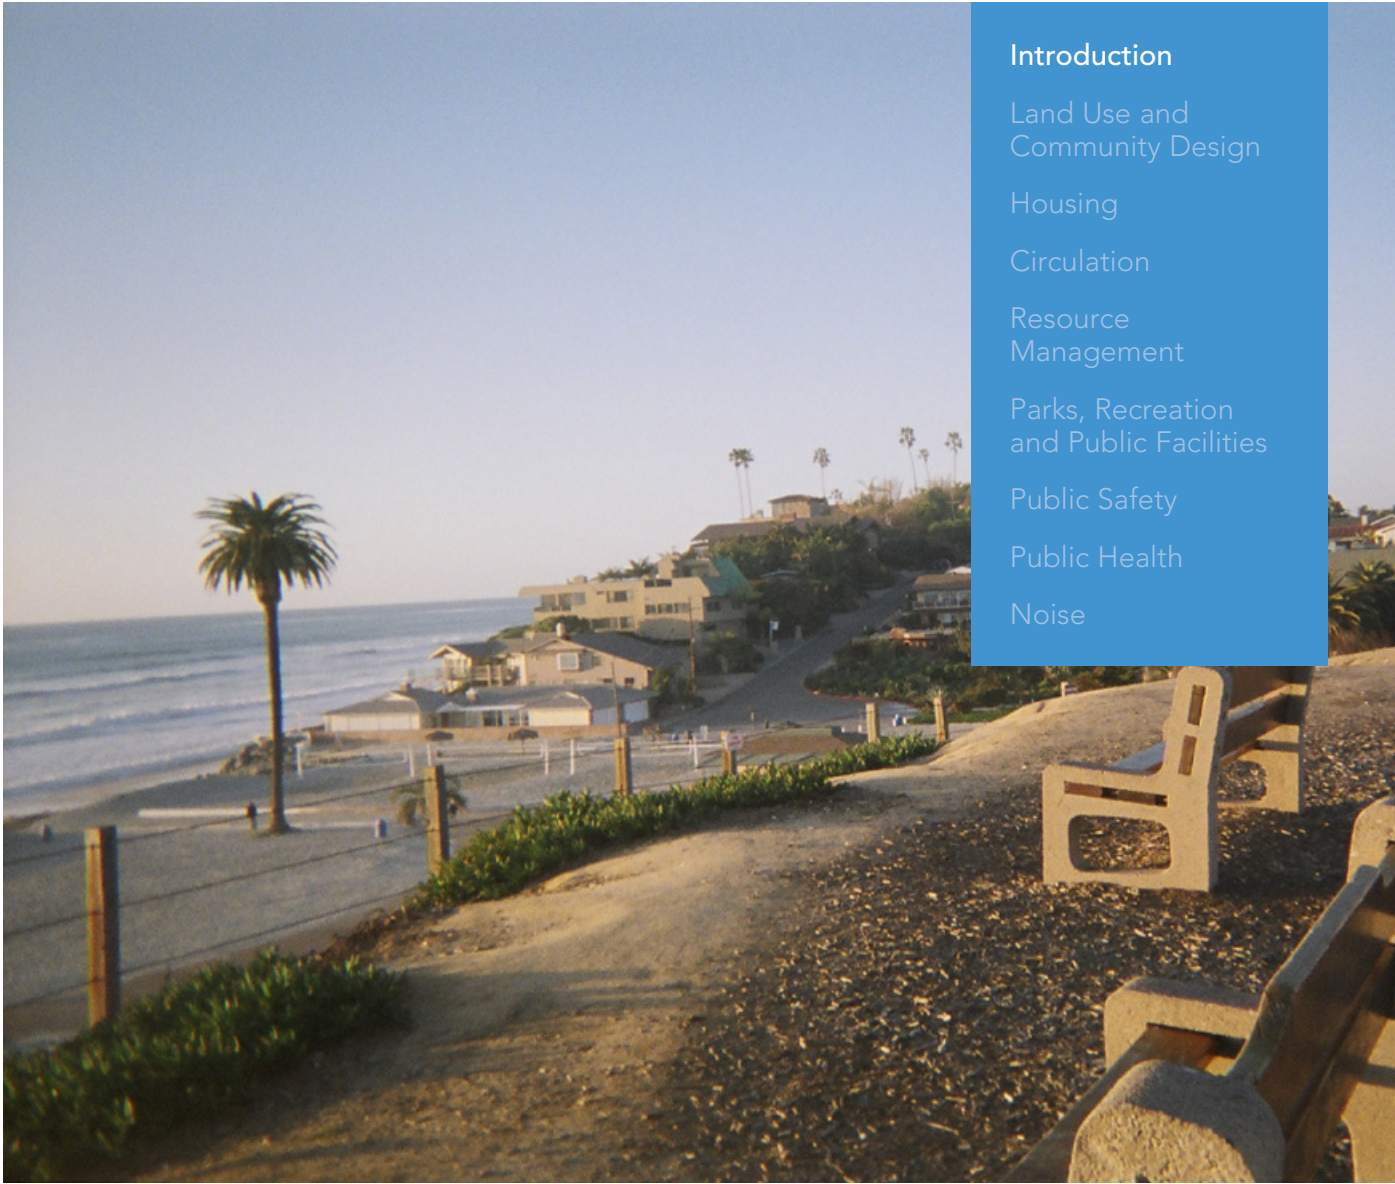 Introduction
Land Use and
Community Design
Housing
Circulation
Resource
Management
Parks, Recreation
and Public Facilities
Public Safety
Public Health
Noise